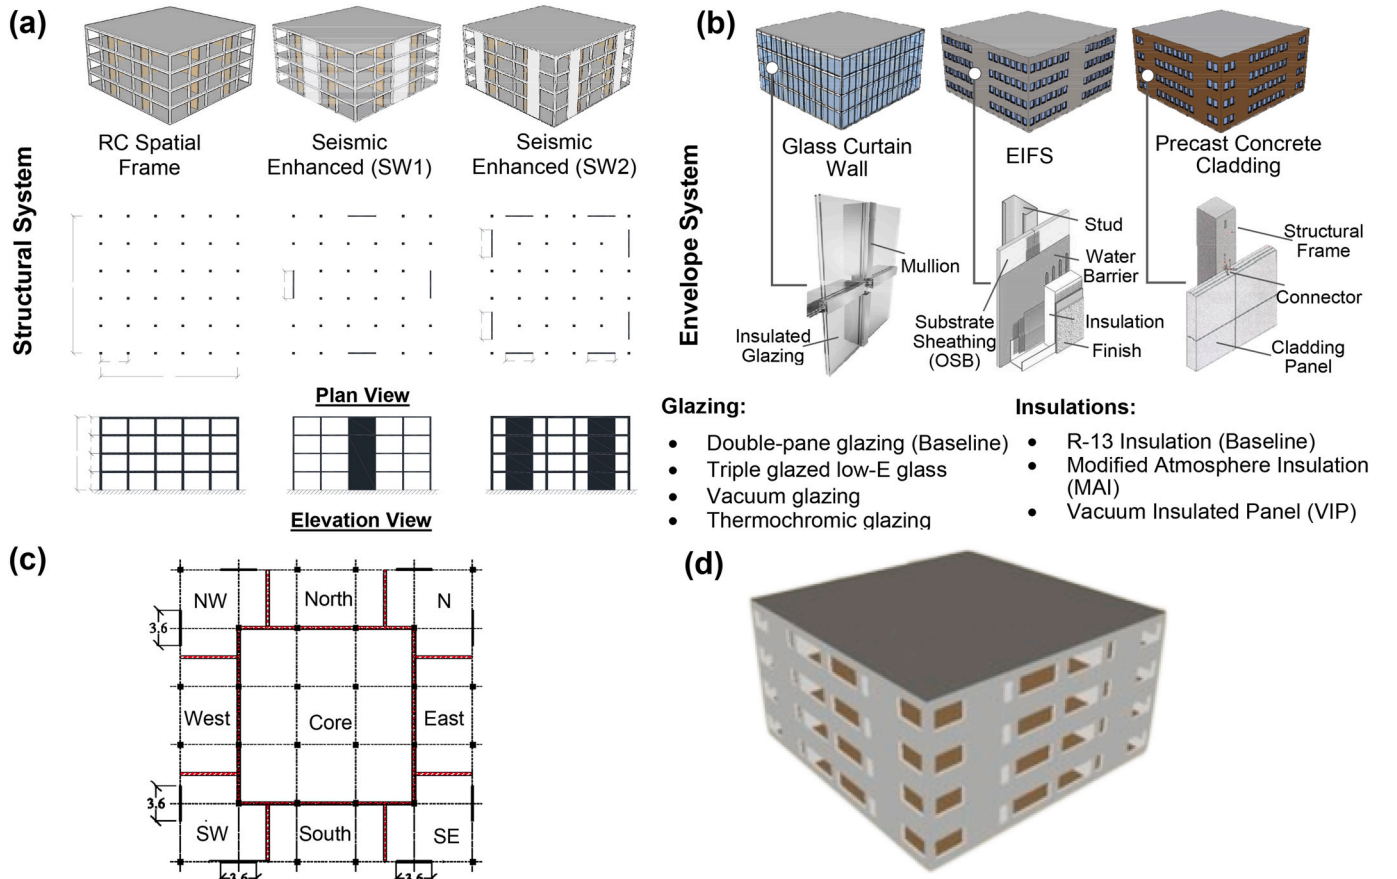 (a)
Structural System
RC Spatial
Frame
Seismic
Enhanced (SW1)
Seismic
Enhanced (SW2)
Plan View
Elevation View
(b)
Envelope System
Glass Curtain
Wall
EIFS
Precast Concrete
Cladding
Mullion
Insulated
Glazing
Stud
Water
Barrier
Substrate
Sheathing
(OSB)
Insulation
Finish
Structural
Frame
Connector
Cladding
Panel
Glazing:
• Double-pane glazing (Baseline)
• Triple glazed low-E glass
• Vacuum glazing
• Thermochromic glazing
Insulations:
• R-13 Insulation (Baseline)
• Modified Atmosphere Insulation
(MAI)
• Vacuum Insulated Panel (VIP)
(c)
NW
North
N
3.6
West
Core
East
3.6
SW
South
SE
3.6
3.6
(d)